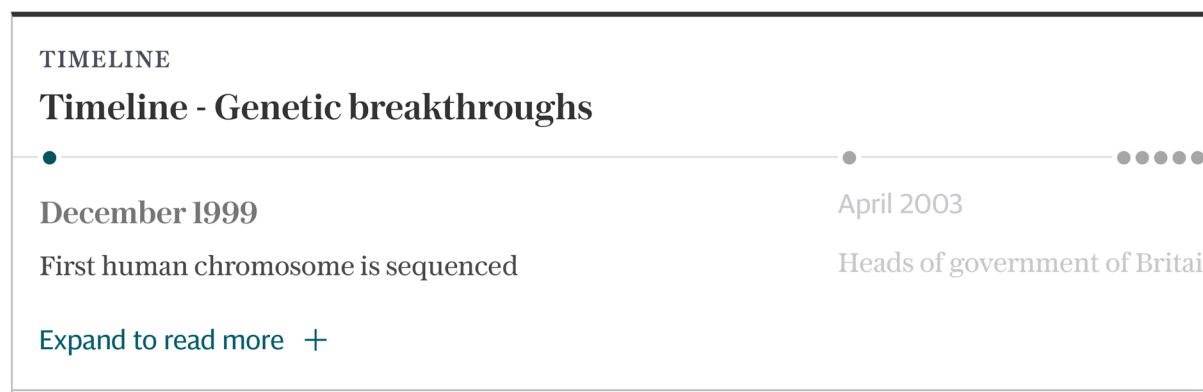 TIMELINE
Timeline - Genetic breakthroughs
December 1999
First human chromosome is sequenced
Expand to read more +
April 2003
Heads of government of Britai